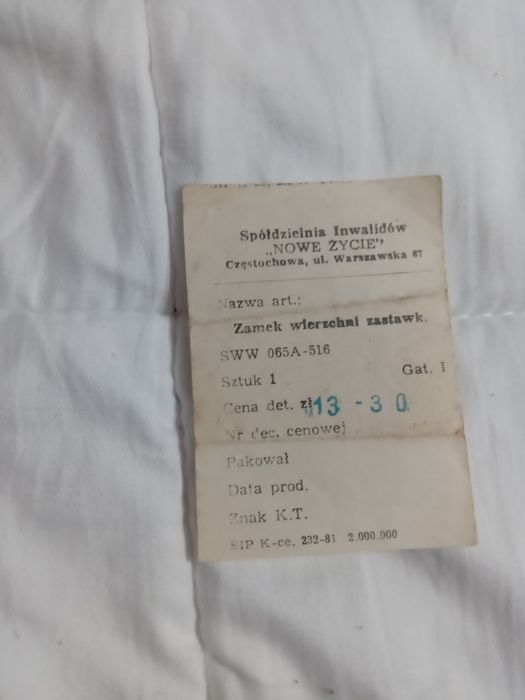 Spółdzielnia Inwalidów
„NOWE ŻYCIE”
Częstochowa, ul. Warszawska 67
Nazwa art.:
Zamek wierzchni zastawk.
SWW 065A-516
Sztuk 1 Gat. I
Cena det. zł 13 - 30
Nr dec. cenowej
Pakował
Data prod.
Znak K.T.
SIP K-ce, 232-81 2.000.000